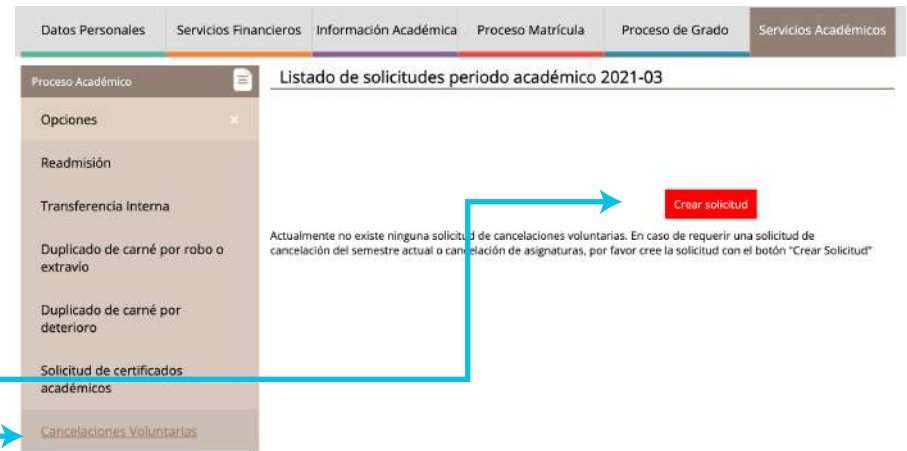 Datos Personales
Servicios Financieros
Información Académica
Proceso Matrícula
Proceso de Grado
Servicios Académicos
Proceso Académico
Opciones ×
Readmisión
Transferencia Interna
Duplicado de carné por robo o
extravio
Duplicado de carné por
deterioro
Solicitud de certificados
académicos
Cancelaciones Voluntarias
Listado de solicitudes periodo académico 2021-03
Crear solicitud
Actualmente no existe ninguna solicitud de cancelaciones voluntarias. En caso de requerir una solicitud de
cancelación del semestre actual o cancelación de asignaturas, por favor cree la solicitud con el botón "Crear Solicitud"